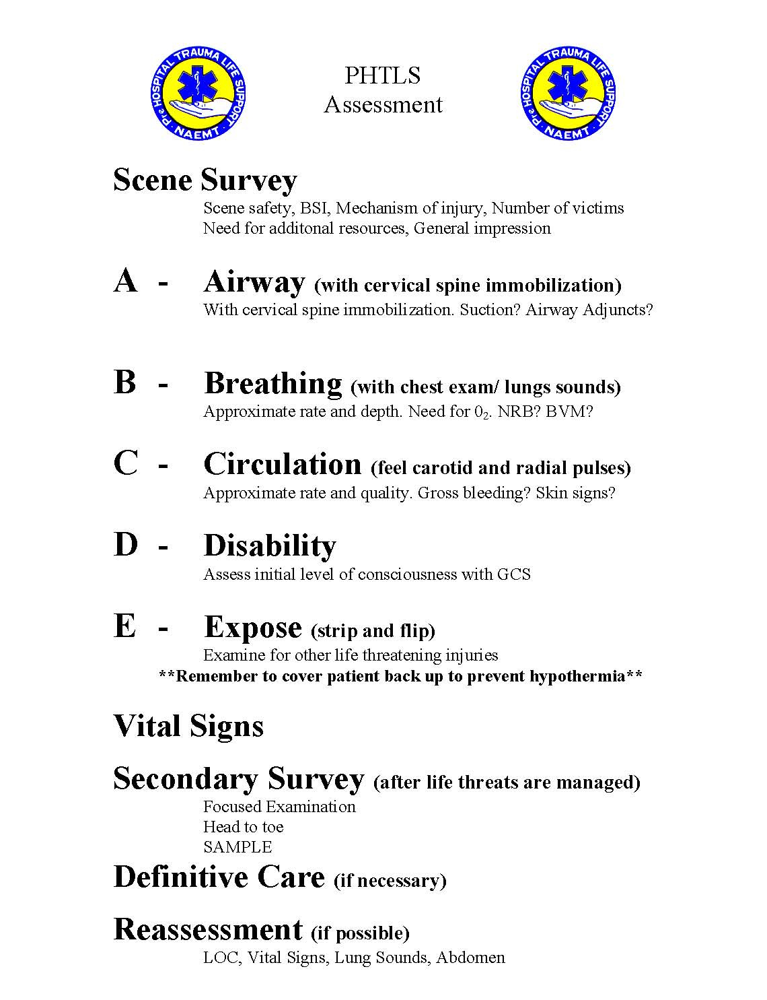 PRE HOSPITAL TRAUMA LIFE SUPPORT · NAEMT ·
PHTLS
Assessment
PRE HOSPITAL TRAUMA LIFE SUPPORT · NAEMT ·
Scene Survey
Scene safety, BSI, Mechanism of injury, Number of victims
Need for additonal resources, General impression
A - Airway (with cervical spine immobilization)
With cervical spine immobilization. Suction? Airway Adjuncts?
B - Breathing (with chest exam/ lungs sounds)
Approximate rate and depth. Need for 0₂. NRB? BVM?
C - Circulation (feel carotid and radial pulses)
Approximate rate and quality. Gross bleeding? Skin signs?
D - Disability
Assess initial level of consciousness with GCS
E - Expose (strip and flip)
Examine for other life threatening injuries
**Remember to cover patient back up to prevent hypothermia**
Vital Signs
Secondary Survey (after life threats are managed)
Focused Examination
Head to toe
SAMPLE
Definitive Care (if necessary)
Reassessment (if possible)
LOC, Vital Signs, Lung Sounds, Abdomen